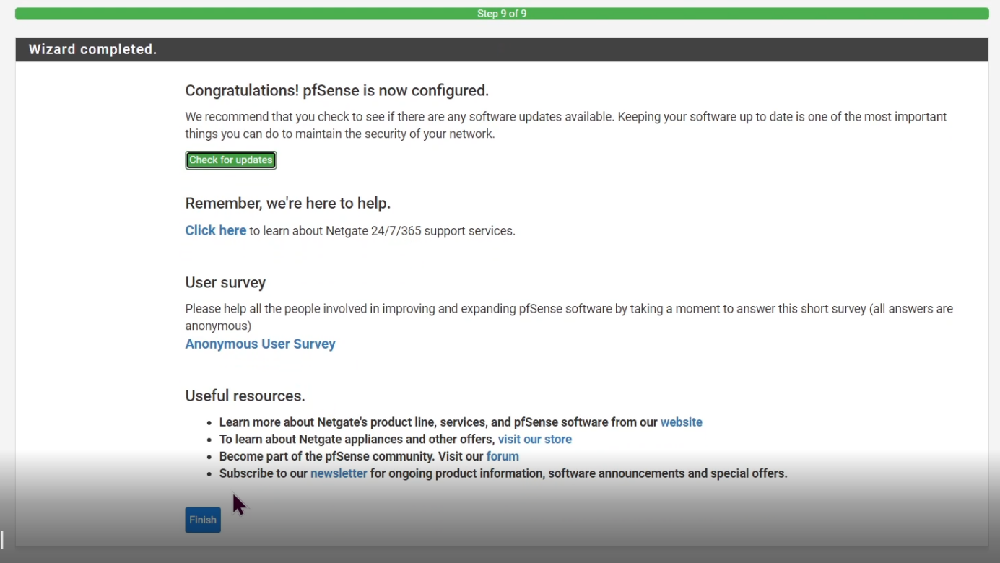 Step 9 of 9
Wizard completed.
Congratulations! pfSense is now configured.
We recommend that you check to see if there are any software updates available. Keeping your software up to date is one of the most important
things you can do to maintain the security of your network.
Check for updates
Remember, we're here to help.
Click here to learn about Netgate 24/7/365 support services.
User survey
Please help all the people involved in improving and expanding pfSense software by taking a moment to answer this short survey (all answers are
anonymous)
Anonymous User Survey
Useful resources.
Learn more about Netgate's product line, services, and pfSense software from our website
To learn about Netgate appliances and other offers, visit our store
Become part of the pfSense community. Visit our forum
Subscribe to our newsletter for ongoing product information, software announcements and special offers.
Finish